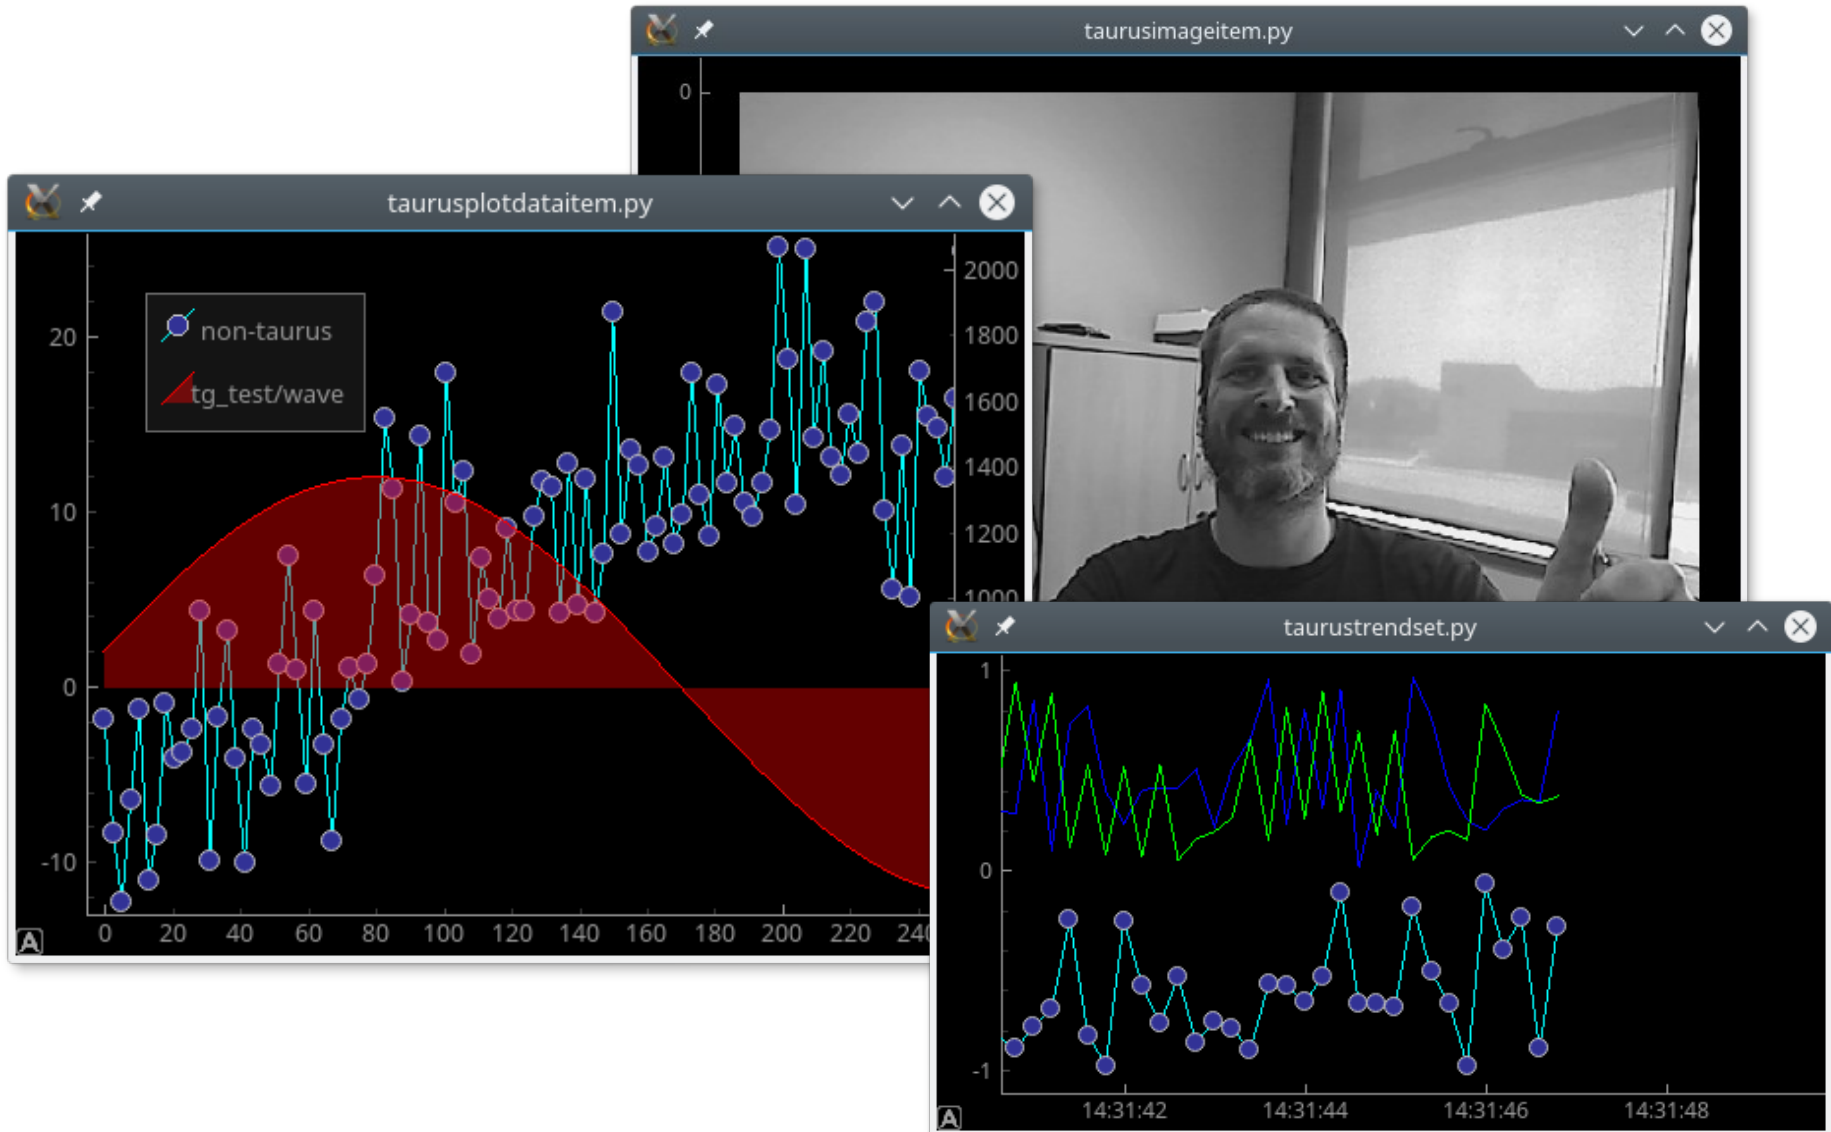 taurusimageitem.py
0
taurusplotdataitem.py
non-taurus
tg_test/wave
20
10
0
-10
0 20 40 60 80 100 120 140 160 180 200 220 240
2000
1800
1600
1400
1200
1000
A
taurustrendset.py
1
0
-1
14:31:42 14:31:44 14:31:46 14:31:48
A